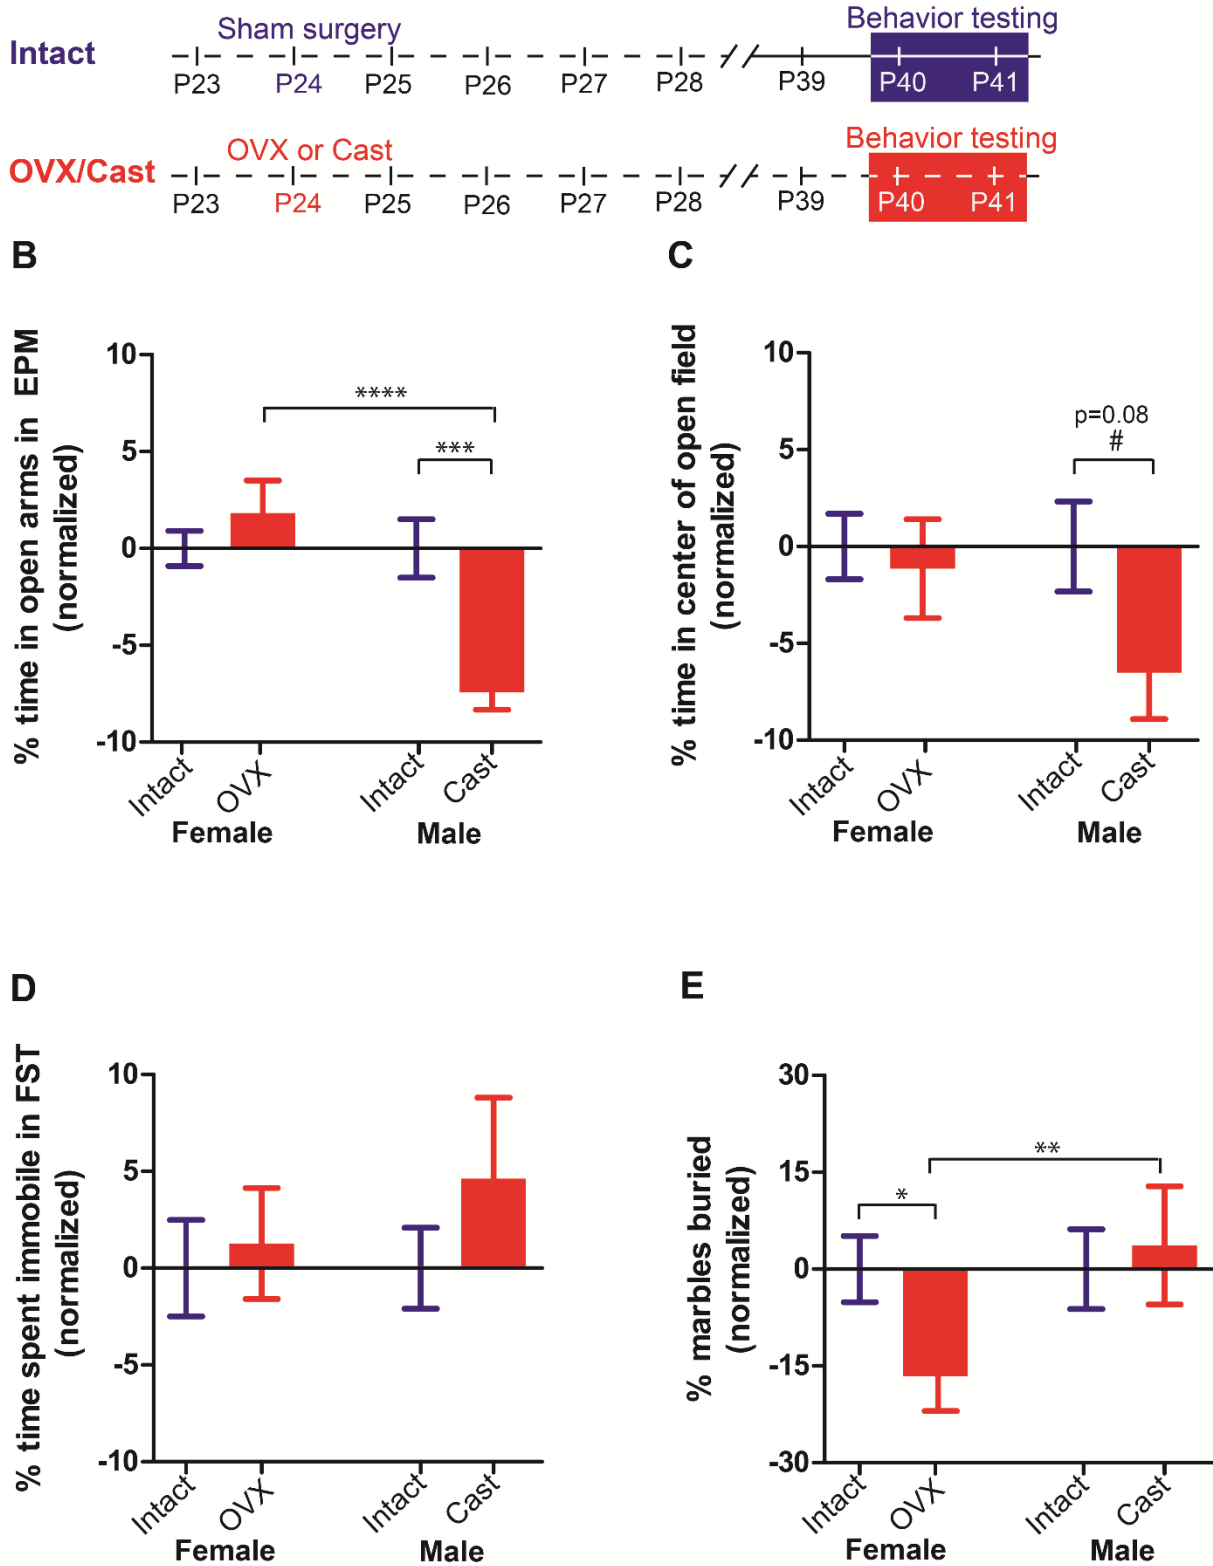 Sham surgery
Behavior testing
Intact
P23 P24 P25 P26 P27 P28 P39 P40 P41
OVX or Cast
Behavior testing
OVX/Cast
P23 P24 P25 P26 P27 P28 P39 P40 P41
B
% time in open arms in EPM
(normalized)
10
5
0
-5
-10
****
***
Intact
OVX
Intact
Cast
Female
Male
C
% time in center of open field
(normalized)
10
5
0
-5
-10
p=0.08
#
Intact
OVX
Intact
Cast
Female
Male
D
% time spent immobile in FST
(normalized)
10
5
0
-5
-10
Intact
OVX
Intact
Cast
Female
Male
E
% marbles buried
(normalized)
30
15
0
-15
-30
**
*
Intact
OVX
Intact
Cast
Female
Male